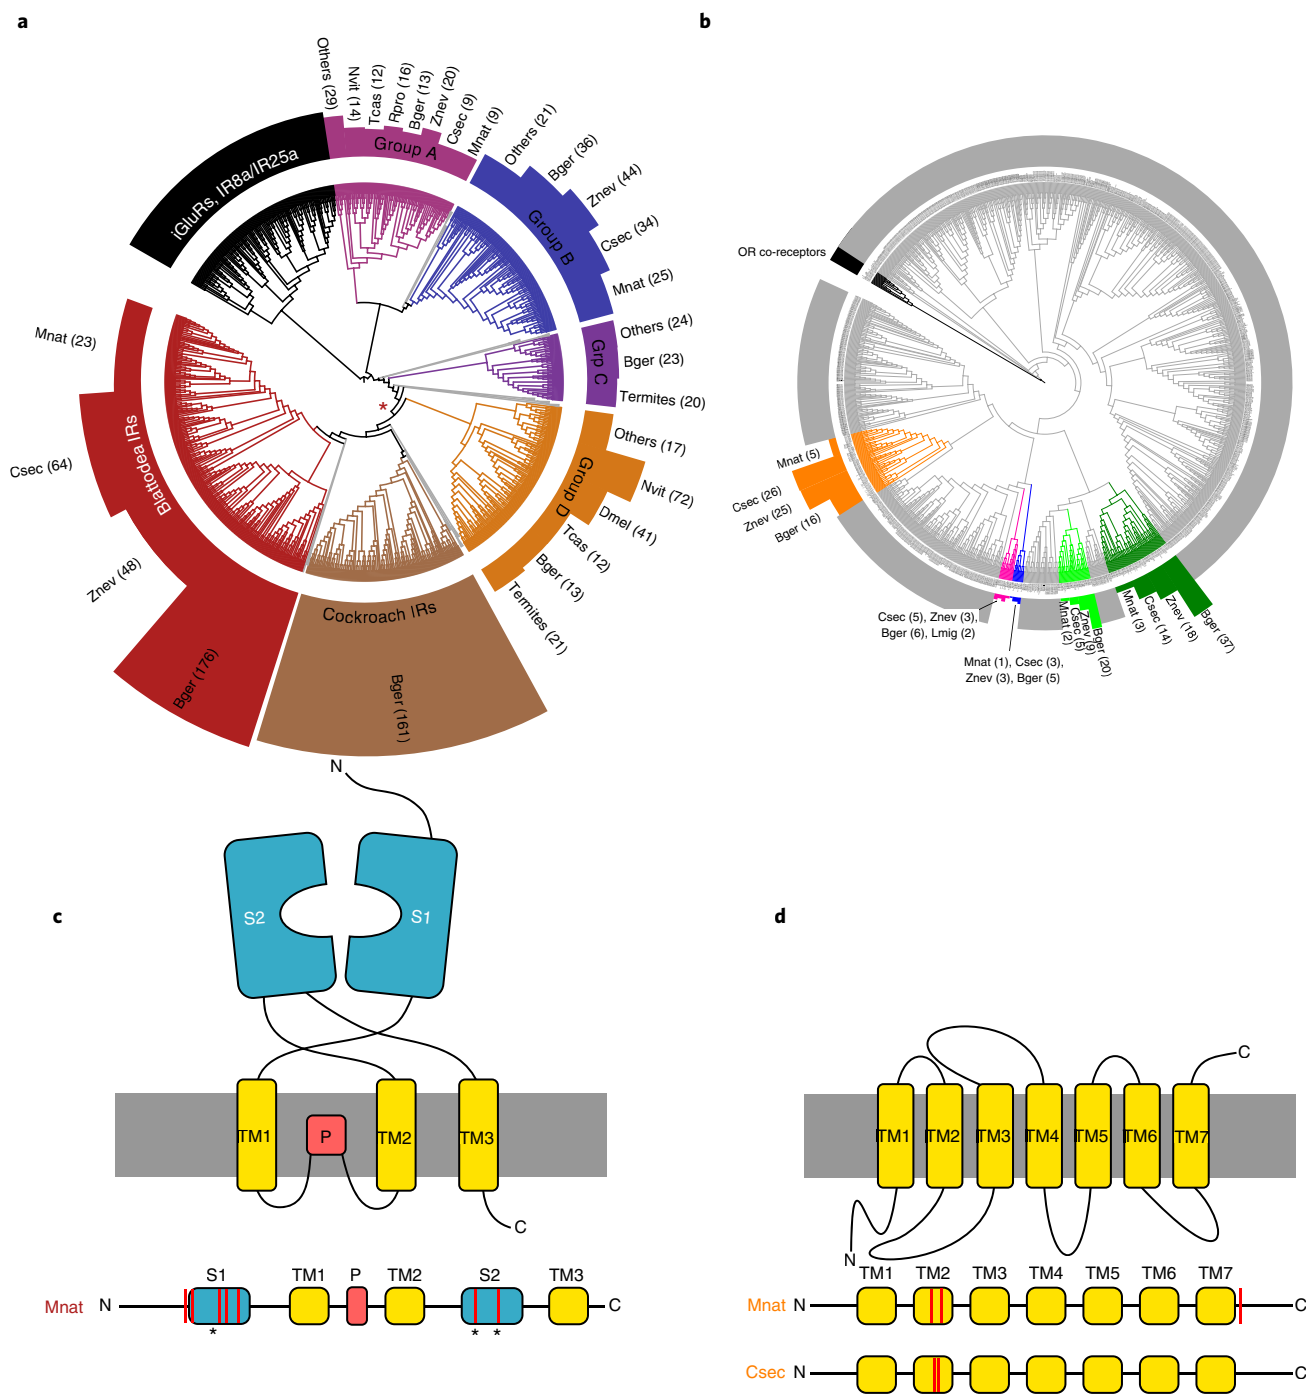 a
Others (29)
Nvit (14)
Tcas (12)
Rpro (16)
Bger (13)
Znev (20)
Csec (9)
Mnat (9)
Group A
iGluRs, IR8a/IR25a
Others (21)
Bger (36)
Znev (44)
Csec (34)
Mnat (25)
Group B
Others (24)
Bger (23)
Termites (20)
Grp C
Others (17)
Nvit (72)
Dmel (41)
Tcas (12)
Bger (13)
Termites (21)
Group D
*
Cockroach IRs
Bger (161)
Blattodea IRs
Mnat (23)
Csec (64)
Znev (48)
Bger (176)
b
OR co-receptors
Mnat (5)
Csec (26)
Znev (25)
Bger (16)
Csec (5), Znev (3),
Bger (6), Lmig (2)
Mnat (1), Csec (3),
Znev (3), Bger (5)
Mnat (2)
Csec (5)
Znev (9)
Bger (20)
Mnat (3)
Csec (14)
Znev (18)
Bger (37)
c
N
S2
S1
TM1
P
TM2
TM3
C
S1
TM1
P
TM2
S2
TM3
Mnat N
C
*
*
*
d
C
TM1
TM2
TM3
TM4
TM5
TM6
TM7
N
TM1
TM2
TM3
TM4
TM5
TM6
TM7
Mnat N
C
Csec N
C